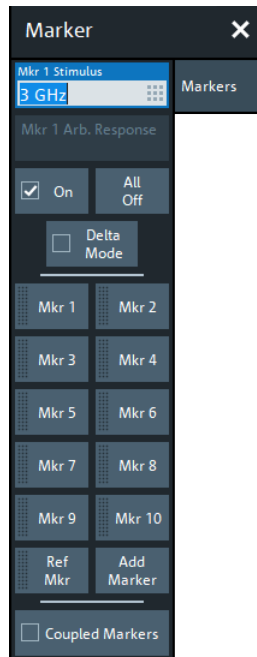 Marker
Mkr 1 Stimulus
3 GHz
Markers
Mkr 1 Arb. Response
On
All
Off
Delta
Mode
Mkr 1
Mkr 2
Mkr 3
Mkr 4
Mkr 5
Mkr 6
Mkr 7
Mkr 8
Mkr 9
Mkr 10
Ref
Mkr
Add
Marker
Coupled Markers